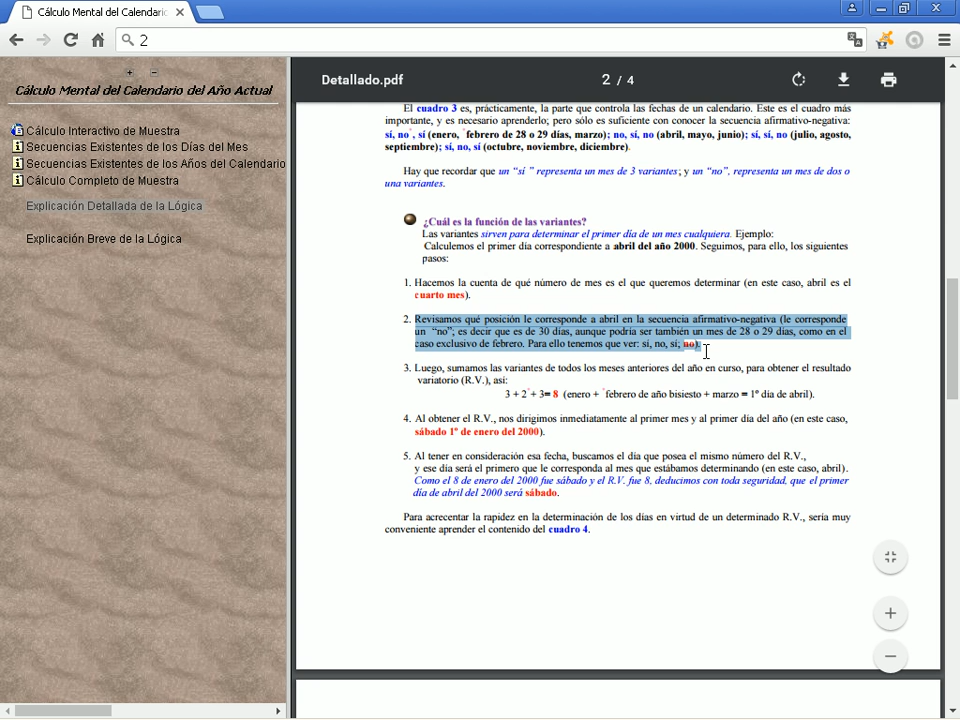 Cálculo Mental del Calendario
2
+ −
Cálculo Mental del Calendario del Año Actual
Cálculo Interactivo de Muestra
Secuencias Existentes de los Días del Mes
Secuencias Existentes de los Años del Calendario
Cálculo Completo de Muestra
Explicación Detallada de la Lógica
Explicación Breve de la Lógica
Detallado.pdf
2 / 4
El cuadro 3 es, prácticamente, la parte que controla las fechas de un calendario. Este es el cuadro más
importante, y es necesario aprenderlo; pero sólo es suficiente con conocer la secuencia afirmativo-negativa:
sí, no*, sí (enero, *febrero de 28 o 29 días, marzo); no, sí, no (abril, mayo, junio); sí, sí, no (julio, agosto,
septiembre); sí, no, sí (octubre, noviembre, diciembre).
Hay que recordar que un “sí ” representa un mes de 3 variantes; y un “no”, representa un mes de dos o
una variantes.
¿Cuál es la función de las variantes?
Las variantes sirven para determinar el primer día de un mes cualquiera. Ejemplo:
Calculemos el primer día correspondiente a abril del año 2000. Seguimos, para ello, los siguientes
pasos:
1. Hacemos la cuenta de qué número de mes es el que queremos determinar (en este caso, abril es el
cuarto mes).
2. Revisamos qué posición le corresponde a abril en la secuencia afirmativo-negativa (le corresponde
un “no”; es decir que es de 30 días, aunque podría ser también un mes de 28 o 29 días, como en el
caso exclusivo de febrero. Para ello tenemos que ver: sí, no, sí; no).
3. Luego, sumamos las variantes de todos los meses anteriores del año en curso, para obtener el resultado
variatorio (R.V.), así:
3 + 2*+ 3= 8 (enero + *febrero de año bisiesto + marzo = 1º día de abril).
4. Al obtener el R.V., nos dirigimos inmediatamente al primer mes y al primer día del año (en este caso,
sábado 1º de enero del 2000).
5. Al tener en consideración esa fecha, buscamos el día que posea el mismo número del R.V.,
y ese día será el primero que le corresponda al mes que estábamos determinando (en este caso, abril).
Como el 8 de enero del 2000 fue sábado y el R.V. fue 8, deducimos con toda seguridad, que el primer
día de abril del 2000 será sábado.
Para acrecentar la rapidez en la determinación de los días en virtud de un determinado R.V., sería muy
conveniente aprender el contenido del cuadro 4.